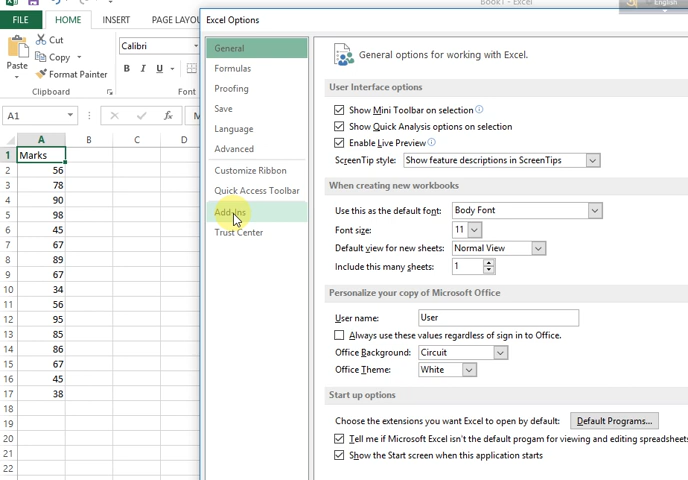 Book1 - Excel
English
FILE HOME INSERT PAGE LAYOU
Cut
Copy
Format Painter
Paste
Clipboard
Calibri
B I U
Font
A1
fx
A B C D
1 Marks
2 56
3 78
4 90
5 98
6 45
7 67
8 89
9 67
10 34
11 56
12 95
13 85
14 86
15 67
16 45
17 38
18
19
20
21
22
Excel Options
General
Formulas
Proofing
Save
Language
Advanced
Customize Ribbon
Quick Access Toolbar
Add-Ins
Trust Center
General options for working with Excel.
User Interface options
Show Mini Toolbar on selection
Show Quick Analysis options on selection
Enable Live Preview
ScreenTip style: Show feature descriptions in ScreenTips
When creating new workbooks
Use this as the default font: Body Font
Font size: 11
Default view for new sheets: Normal View
Include this many sheets: 1
Personalize your copy of Microsoft Office
User name: User
Always use these values regardless of sign in to Office.
Office Background: Circuit
Office Theme: White
Start up options
Choose the extensions you want Excel to open by default: Default Programs...
Tell me if Microsoft Excel isn't the default progam for viewing and editing spreadsheets
Show the Start screen when this application starts